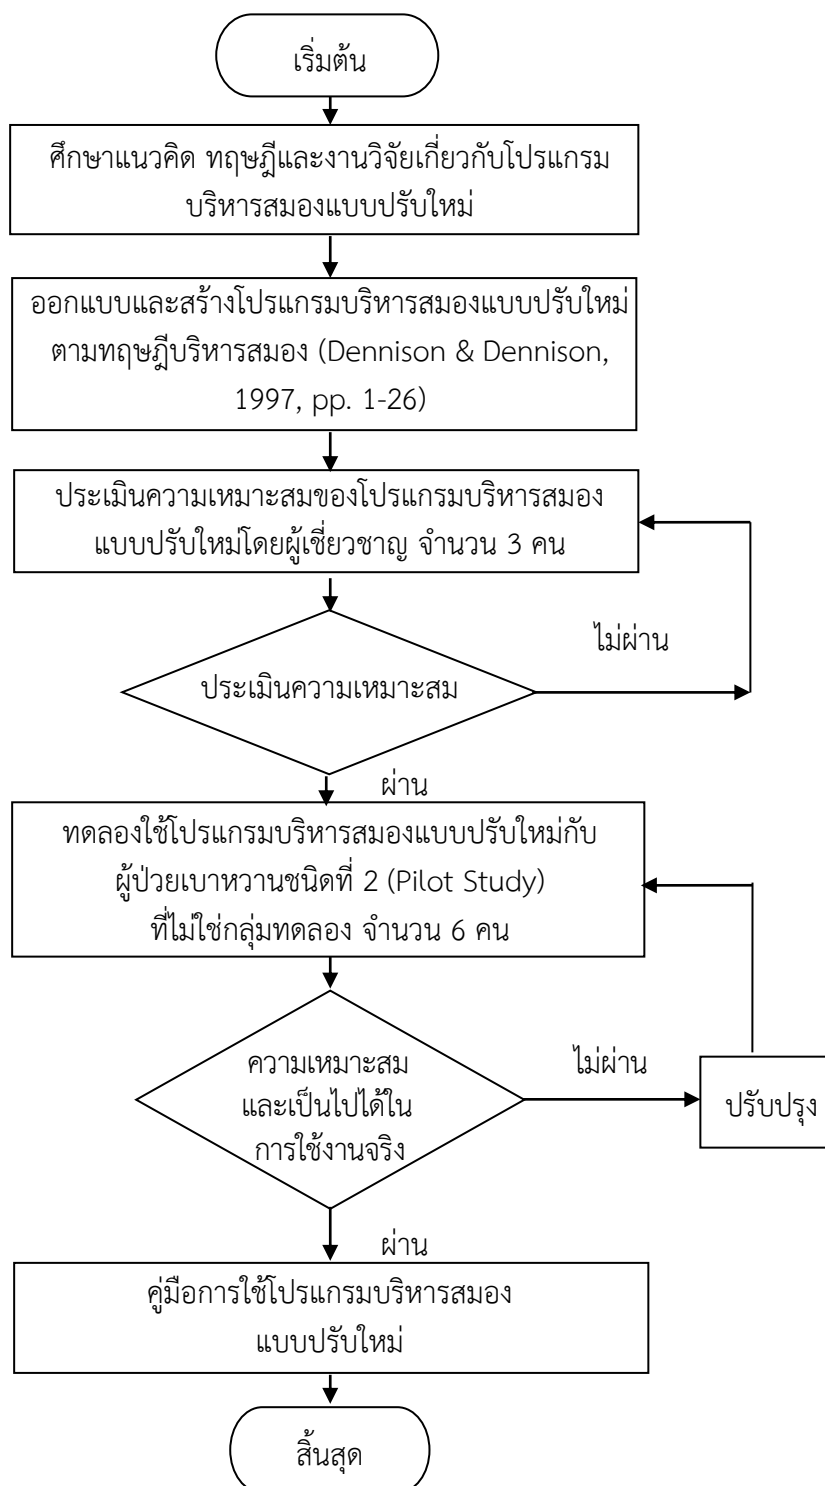 เริ่มต้น
ศึกษาแนวคิด ทฤษฎีและงานวิจัยเกี่ยวกับโปรแกรม
บริหารสมองแบบปรับใหม่
ออกแบบและสร้างโปรแกรมบริหารสมองแบบปรับใหม่
ตามทฤษฎีบริหารสมอง (Dennison & Dennison,
1997, pp. 1-26)
ประเมินความเหมาะสมของโปรแกรมบริหารสมอง
แบบปรับใหม่โดยผู้เชี่ยวชาญ จำนวน 3 คน
ไม่ผ่าน
ประเมินความเหมาะสม
ผ่าน
ทดลองใช้โปรแกรมบริหารสมองแบบปรับใหม่กับ
ผู้ป่วยเบาหวานชนิดที่ 2 (Pilot Study)
ที่ไม่ใช่กลุ่มทดลอง จำนวน 6 คน
ความเหมาะสม
และเป็นไปได้ใน
การใช้งานจริง
ไม่ผ่าน
ปรับปรุง
ผ่าน
คู่มือการใช้โปรแกรมบริหารสมอง
แบบปรับใหม่
สิ้นสุด